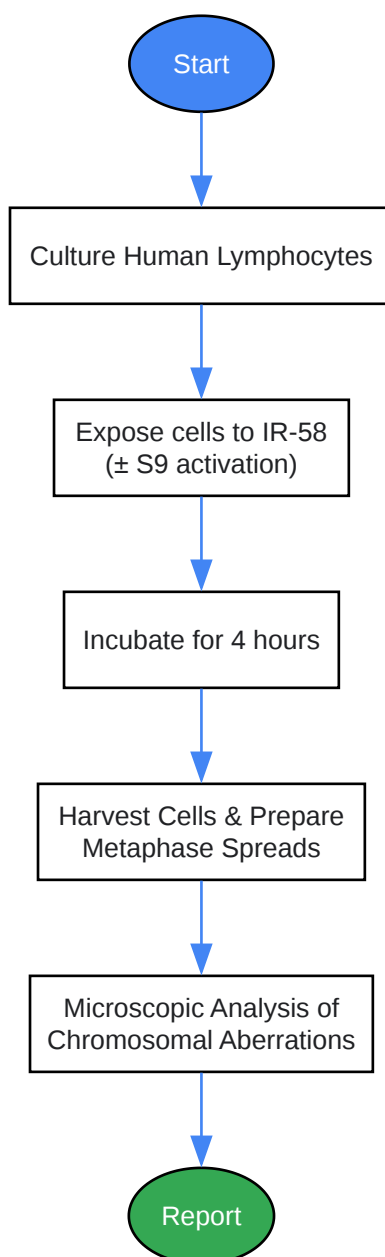 Start
Culture Human Lymphocytes
Expose cells to IR-58
(± S9 activation)
Incubate for 4 hours
Harvest Cells & Prepare
Metaphase Spreads
Microscopic Analysis of
Chromosomal Aberrations
Report